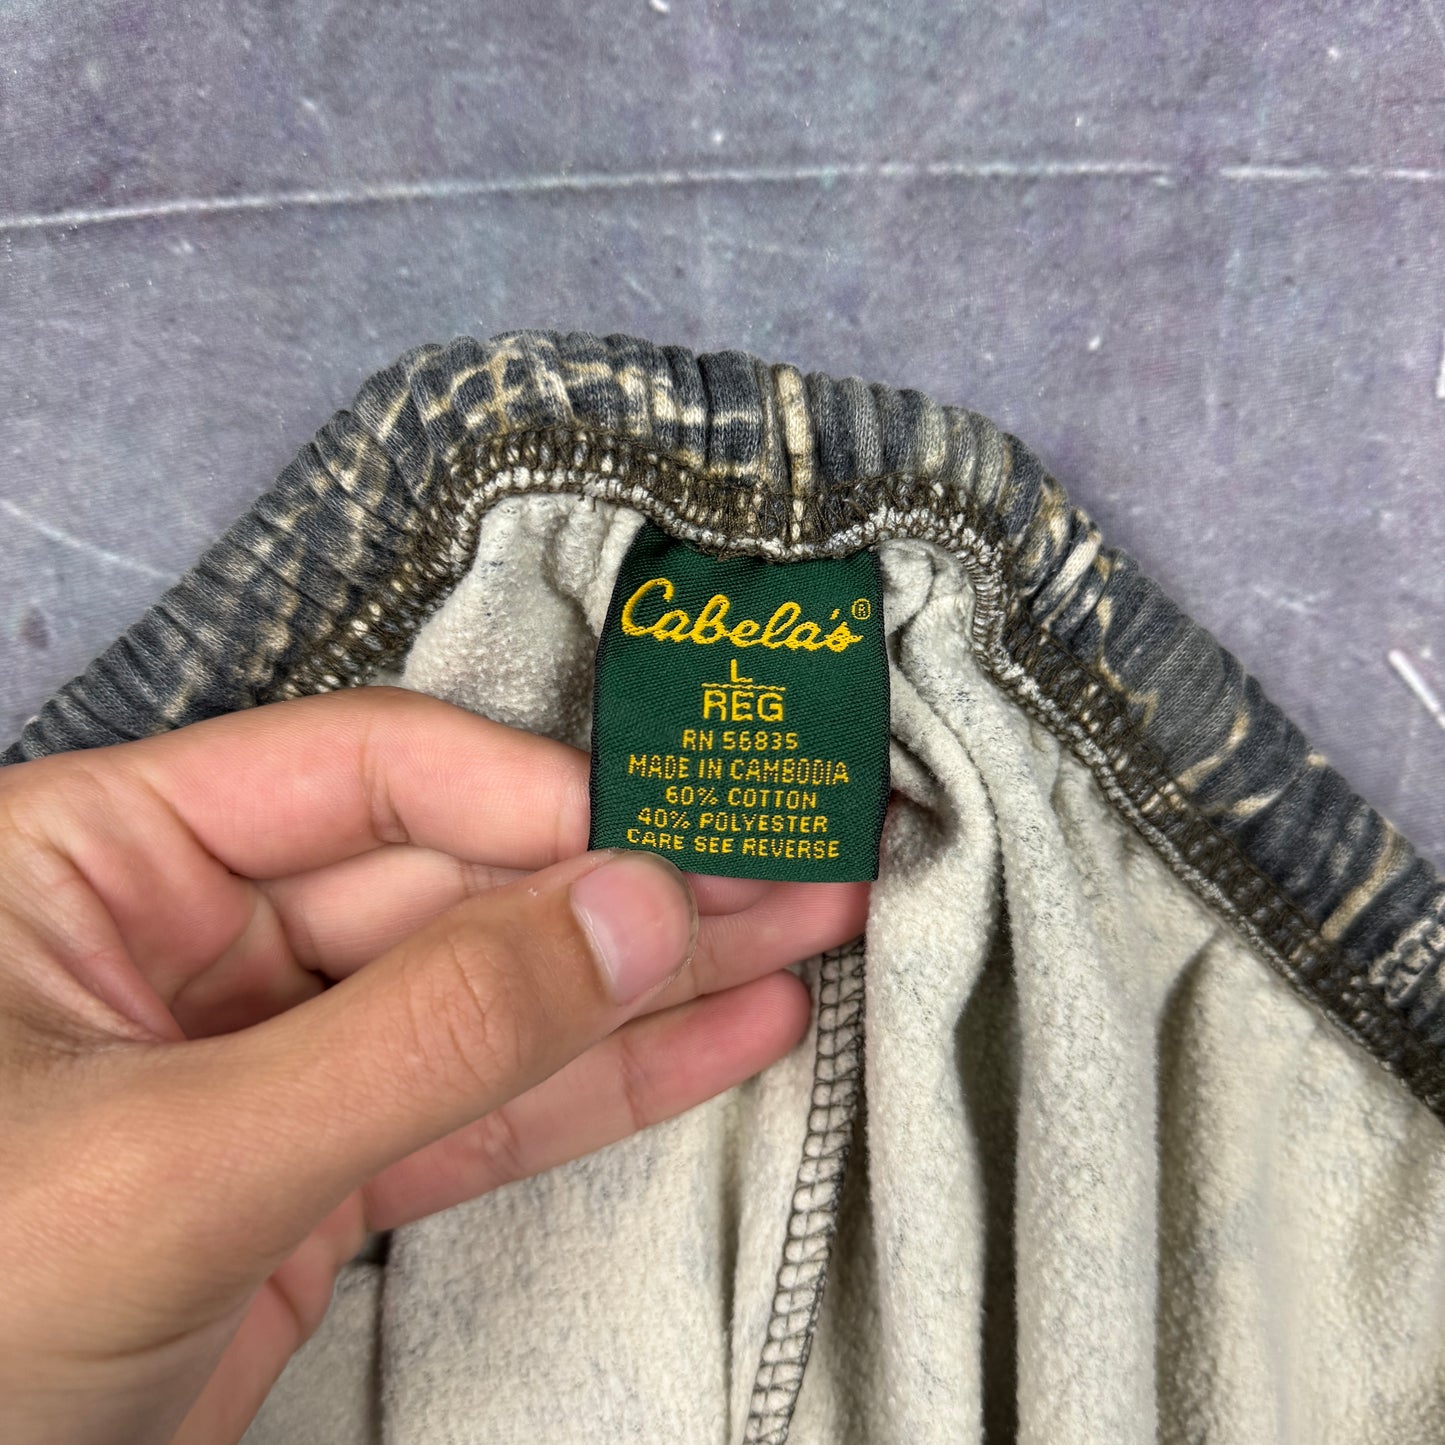 Cabela's®
L
REG
RN 56835
MADE IN CAMBODIA
60% COTTON
40% POLYESTER
CARE SEE REVERSE